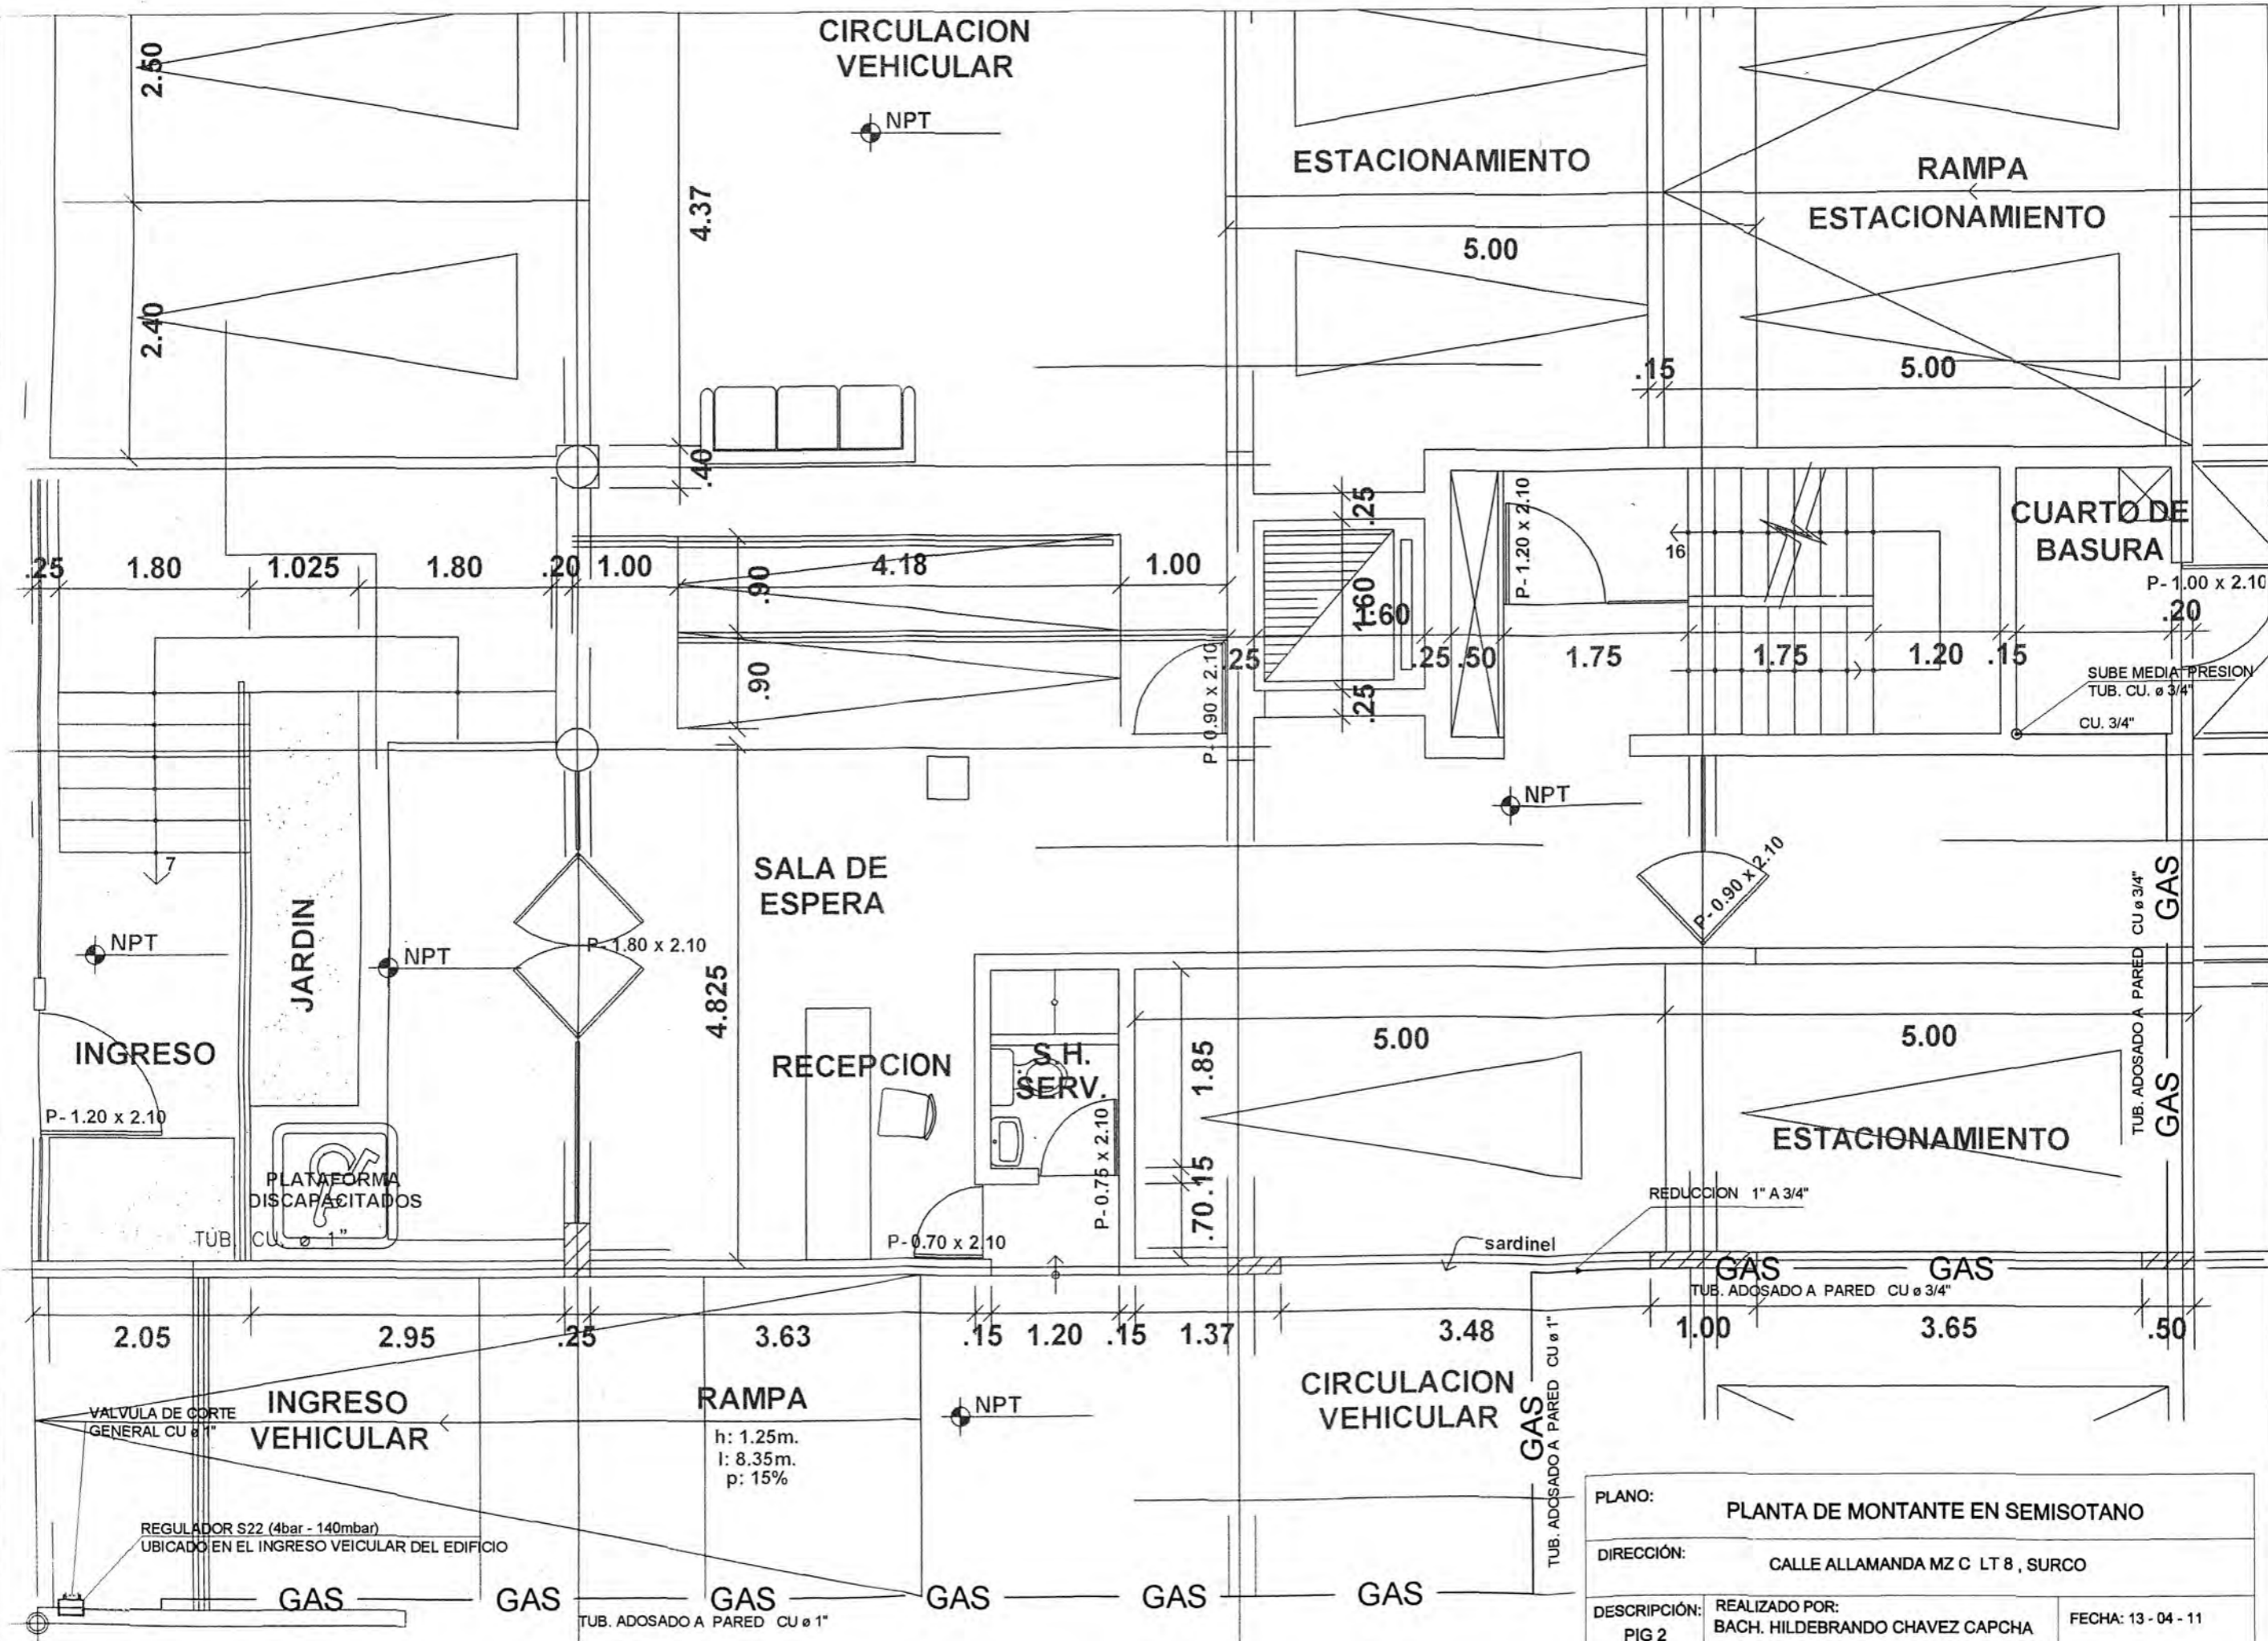 CIRCULACION
VEHICULAR
NPT
2.50
4.37
ESTACIONAMIENTO
RAMPA
ESTACIONAMIENTO
5.00
2.40
.15
5.00
.40
.25
P- 1.20 x 2.10
CUARTO DE
BASURA
16
P- 1.00 x 2.10
.25
1.80
1.025
1.80
.20
1.00
.90
4.18
1.00
1.60
1.60
.20
.90
P- 0.90 x 2.10
.25
.25
.50
1.75
1.75
1.20
.15
.25
SUBE MEDIA PRESION
TUB. CU. ø 3/4"
CU. 3/4"
NPT
7
SALA DE
ESPERA
P- 0.90 x 2.10
JARDIN
NPT
NPT
P- 1.80 x 2.10
4.825
TUB. ADOSADO A PARED CU ø 3/4"
GAS
GAS
INGRESO
P- 1.20 x 2.10
RECEPCION
S.H.
SERV.
P- 0.75 x 2.10
1.85
5.00
5.00
ESTACIONAMIENTO
.15
.70
PLATAFORMA
DISCAPACITADOS
TUB. CU. ø 1"
P- 0.70 x 2.10
REDUCCION 1" A 3/4"
sardinel
GAS
GAS
TUB. ADOSADO A PARED CU ø 3/4"
2.05
2.95
.25
3.63
.15
1.20
.15
1.37
3.48
1.00
3.65
.50
INGRESO
VEHICULAR
VALVULA DE CORTE
GENERAL CU ø 1"
RAMPA
h: 1.25m.
l: 8.35m.
p: 15%
NPT
CIRCULACION
VEHICULAR
GAS
TUB. ADOSADO A PARED CU ø 1"
REGULADOR S22 (4bar - 140mbar)
UBICADO EN EL INGRESO VEICULAR DEL EDIFICIO
GAS
GAS
GAS
GAS
GAS
GAS
TUB. ADOSADO A PARED CU ø 1"
PLANO:
PLANTA DE MONTANTE EN SEMISOTANO
DIRECCIÓN:
CALLE ALLAMANDA MZ C LT 8 , SURCO
DESCRIPCIÓN:
PIG 2
REALIZADO POR:
BACH. HILDEBRANDO CHAVEZ CAPCHA
FECHA: 13 - 04 - 11